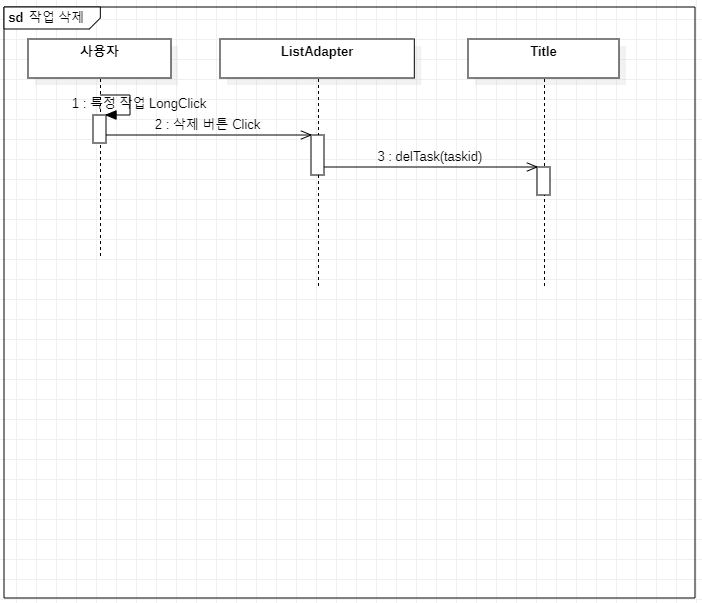 sd 작업 삭제
사용자
ListAdapter
Title
1 : 특정 작업 LongClick
2 : 삭제 버튼 Click
3 : delTask(taskid)